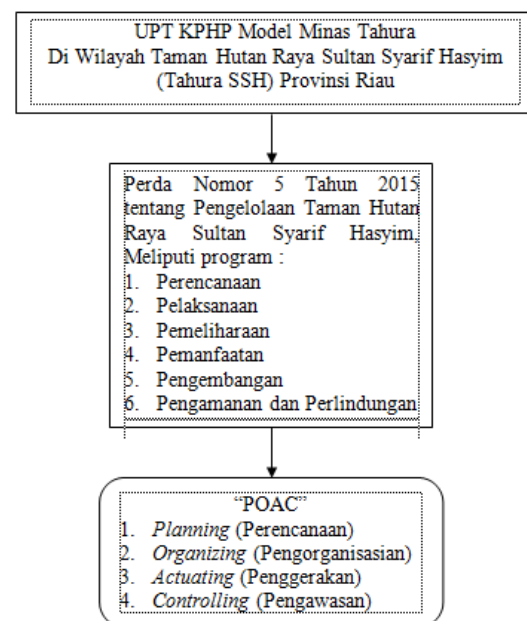 UPT KPHP Model Minas Tahura
Di Wilayah Taman Hutan Raya Sultan Syarif Hasyim
(Tahura SSH) Provinsi Riau
Perda Nomor 5 Tahun 2015
tentang Pengelolaan Taman Hutan
Raya Sultan Syarif Hasyim,
Meliputi program :
1. Perencanaan
2. Pelaksanaan
3. Pemeliharaan
4. Pemanfaatan
5. Pengembangan
6. Pengamanan dan Perlindungan
“POAC”
1. Planning (Perencanaan)
2. Organizing (Pengorganisasian)
3. Actuating (Penggerakan)
4. Controlling (Pengawasan)